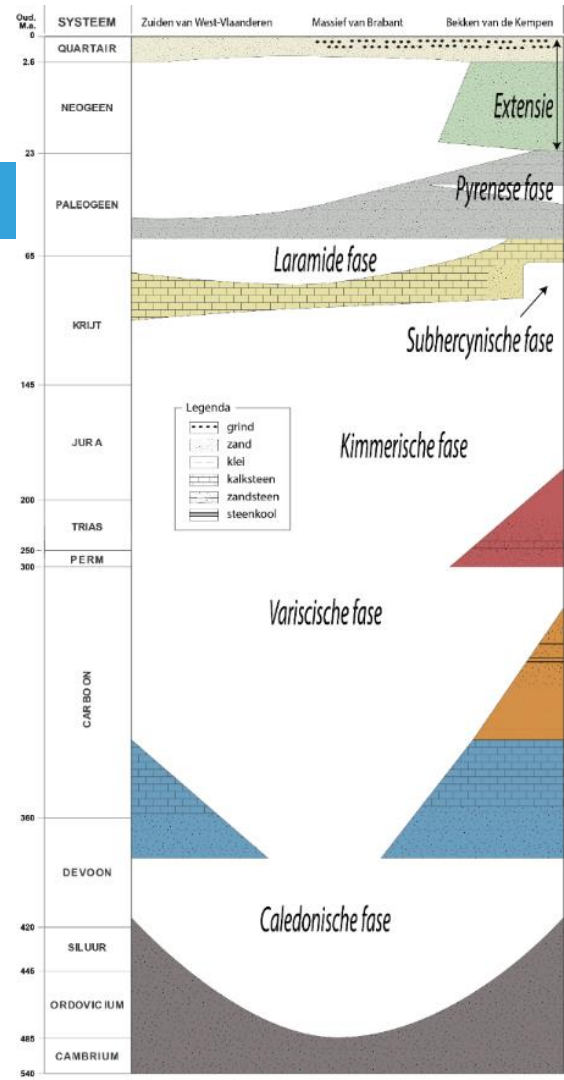 Oud.
M.a.
SYSTEEM
Zuiden van West-Vlaanderen
Massief van Brabant
Bekken van de Kempen
0
QUARTAIR
2.6
NEOGEEN
Extensie
23
PALEOGEEN
Pyrenese fase
65
Laramide fase
KRIJT
Subhercynische fase
145
Legenda
grind
zand
klei
kalksteen
zandsteen
steenkool
JURA
Kimmerische fase
200
TRIAS
250
PERM
300
Variscische fase
CARBOON
360
DEVOON
Caledonische fase
420
SILUUR
445
ORDOVICIUM
485
CAMBRIUM
540